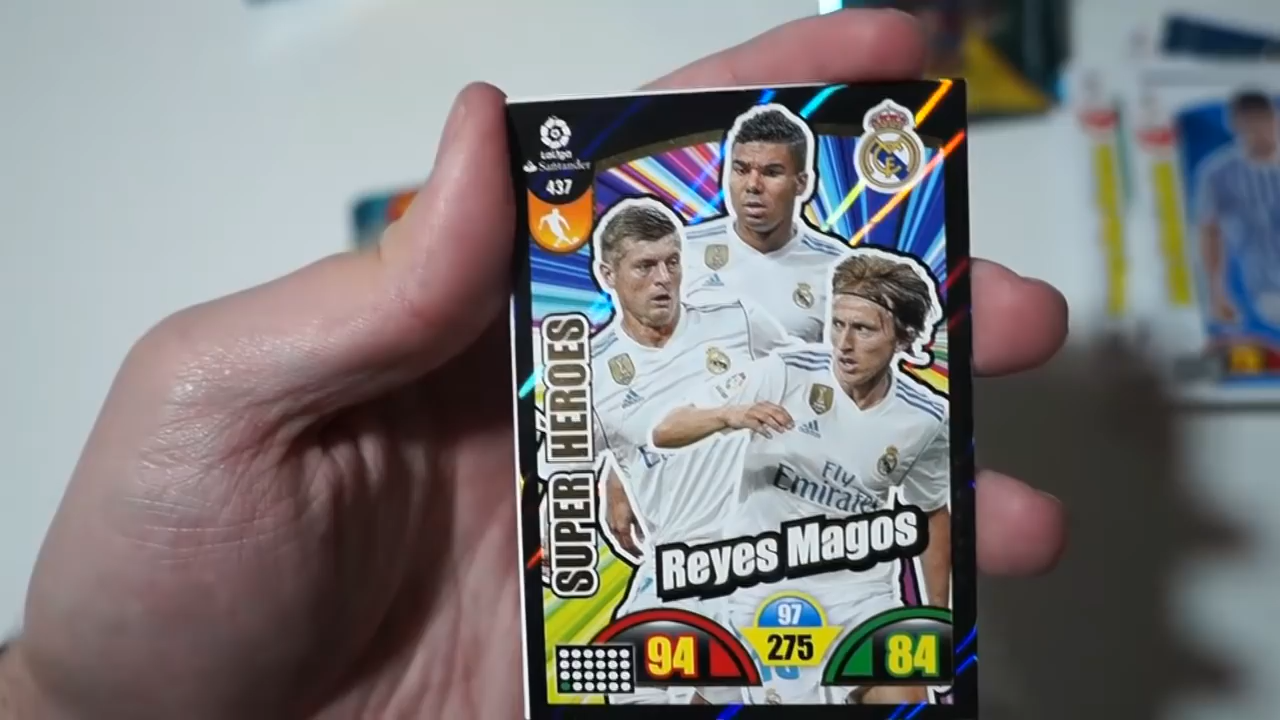 LaLiga
Santander
437
SUPER HEROES
Fly
Emirates
Reyes Magos
97
94
275
84